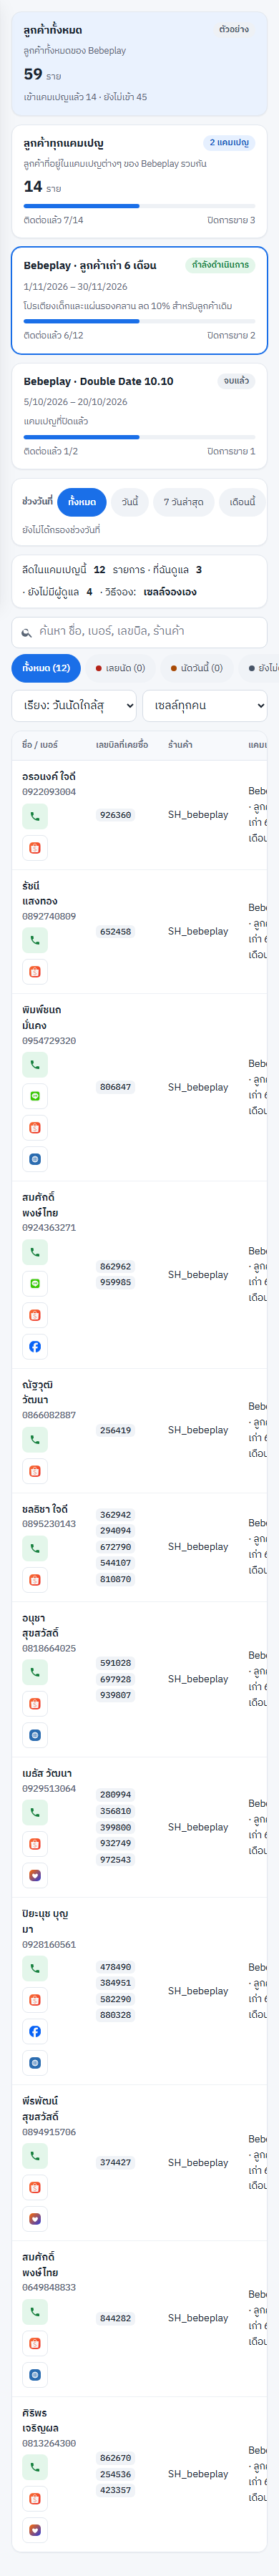 ลูกค้าทั้งหมด ตัวอย่าง
ลูกค้าทั้งหมดของ Bebeplay
59 ราย
เข้าแคมเปญแล้ว 14 · ยังไม่เข้า 45
ลูกค้าทุกแคมเปญ 2 แคมเปญ
ลูกค้าที่อยู่ในแคมเปญต่างๆ ของ Bebeplay รวมกัน
14 ราย
ติดต่อแล้ว 7/14 ปิดการขาย 3
Bebeplay · ลูกค้าเก่า 6 เดือน กำลังดำเนินการ
1/11/2026 – 30/11/2026
โปรเตียงเด็กและแผ่นรองคลาน ลด 10% สำหรับลูกค้าเดิม
ติดต่อแล้ว 6/12 ปิดการขาย 2
Bebeplay · Double Date 10.10 จบแล้ว
5/10/2026 – 20/10/2026
แคมเปญที่ปิดแล้ว
ติดต่อแล้ว 1/2 ปิดการขาย 1
ช่วงวันที่ ทั้งหมด วันนี้ 7 วันล่าสุด เดือนนี้
ยังไม่ได้กรองช่วงวันที่
ลีดในแคมเปญนี้ 12 รายการ · ที่ฉันดูแล 3
· ยังไม่มีผู้ดูแล 4 · วิธีจอง: เซลล์จองเอง
ค้นหา ชื่อ, เบอร์, เลขบิล, ร้านค้า
ทั้งหมด (12) เลยนัด (0) นัดวันนี้ (0)
เรียง: วันนัดใกล้สุ เซลล์ทุกคน
ชื่อ / เบอร์ เลขบิลที่เคยซื้อ ร้านค้า
อรอนงค์ ใจดี
0922093004
926360 SH_bebeplay
รัชนี
แสงทอง
0892740809
652458 SH_bebeplay
พิมพ์ชนก
มั่นคง
0954729320
806847 SH_bebeplay
สมศักดิ์
พงษ์ไทย
0924363271
862962
959985
SH_bebeplay
ณัฐวุฒิ
วัฒนา
0866082887
256419 SH_bebeplay
ชลธิชา ใจดี
0895230143
362942
294094
672790
544107
810870
SH_bebeplay
อนุชา
สุขสวัสดิ์
0818664025
591028
697928
939807
SH_bebeplay
เมธัส วัฒนา
0929513064
280994
356810
399800
932749
972543
SH_bebeplay
ปิยะนุช บุญ
มา
0928160561
478490
384951
582290
880328
SH_bebeplay
พีรพัฒน์
สุขสวัสดิ์
0894915706
374427 SH_bebeplay
สมศักดิ์
พงษ์ไทย
0649848833
844282 SH_bebeplay
ศิริพร
เจริญผล
0813264300
862670
254536
423357
SH_bebeplay